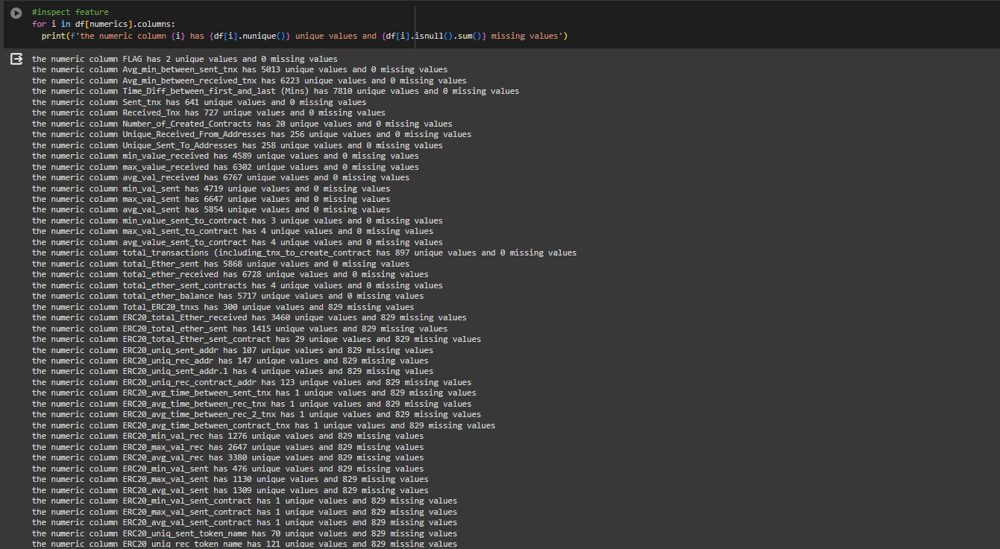 #inspect feature
for i in df[numerics].columns:
  print(f'the numeric column {i} has {df[i].nunique()} unique values and {df[i].isnull().sum()} missing values')
the numeric column FLAG has 2 unique values and 0 missing values
the numeric column Avg_min_between_sent_tnx has 5013 unique values and 0 missing values
the numeric column Avg_min_between_received_tnx has 6223 unique values and 0 missing values
the numeric column Time_Diff_between_first_and_last (Mins) has 7810 unique values and 0 missing values
the numeric column Sent_tnx has 641 unique values and 0 missing values
the numeric column Received_Tnx has 727 unique values and 0 missing values
the numeric column Number_of_Created_Contracts has 20 unique values and 0 missing values
the numeric column Unique_Received_From_Addresses has 256 unique values and 0 missing values
the numeric column Unique_Sent_To_Addresses has 258 unique values and 0 missing values
the numeric column min_value_received has 4589 unique values and 0 missing values
the numeric column max_value_received has 6302 unique values and 0 missing values
the numeric column avg_val_received has 6767 unique values and 0 missing values
the numeric column min_val_sent has 4719 unique values and 0 missing values
the numeric column max_val_sent has 6647 unique values and 0 missing values
the numeric column avg_val_sent has 5854 unique values and 0 missing values
the numeric column min_value_sent_to_contract has 3 unique values and 0 missing values
the numeric column max_val_sent_to_contract has 4 unique values and 0 missing values
the numeric column avg_value_sent_to_contract has 4 unique values and 0 missing values
the numeric column total_transactions (including_tnx_to_create_contract has 897 unique values and 0 missing values
the numeric column total_Ether_sent has 5868 unique values and 0 missing values
the numeric column total_ether_received has 6728 unique values and 0 missing values
the numeric column total_ether_sent_contracts has 4 unique values and 0 missing values
the numeric column total_ether_balance has 5717 unique values and 0 missing values
the numeric column Total_ERC20_tnxs has 300 unique values and 829 missing values
the numeric column ERC20_total_Ether_received has 3460 unique values and 829 missing values
the numeric column ERC20_total_ether_sent has 1415 unique values and 829 missing values
the numeric column ERC20_total_Ether_sent_contract has 29 unique values and 829 missing values
the numeric column ERC20_uniq_sent_addr has 107 unique values and 829 missing values
the numeric column ERC20_uniq_rec_addr has 147 unique values and 829 missing values
the numeric column ERC20_uniq_sent_addr.1 has 4 unique values and 829 missing values
the numeric column ERC20_uniq_rec_contract_addr has 123 unique values and 829 missing values
the numeric column ERC20_avg_time_between_sent_tnx has 1 unique values and 829 missing values
the numeric column ERC20_avg_time_between_rec_tnx has 1 unique values and 829 missing values
the numeric column ERC20_avg_time_between_rec_2_tnx has 1 unique values and 829 missing values
the numeric column ERC20_avg_time_between_contract_tnx has 1 unique values and 829 missing values
the numeric column ERC20_min_val_rec has 1276 unique values and 829 missing values
the numeric column ERC20_max_val_rec has 2647 unique values and 829 missing values
the numeric column ERC20_avg_val_rec has 3380 unique values and 829 missing values
the numeric column ERC20_min_val_sent has 476 unique values and 829 missing values
the numeric column ERC20_max_val_sent has 1130 unique values and 829 missing values
the numeric column ERC20_avg_val_sent has 1309 unique values and 829 missing values
the numeric column ERC20_min_val_sent_contract has 1 unique values and 829 missing values
the numeric column ERC20_max_val_sent_contract has 1 unique values and 829 missing values
the numeric column ERC20_avg_val_sent_contract has 1 unique values and 829 missing values
the numeric column ERC20_uniq_sent_token_name has 70 unique values and 829 missing values
the numeric column ERC20_uniq_rec_token_name has 121 unique values and 829 missing values